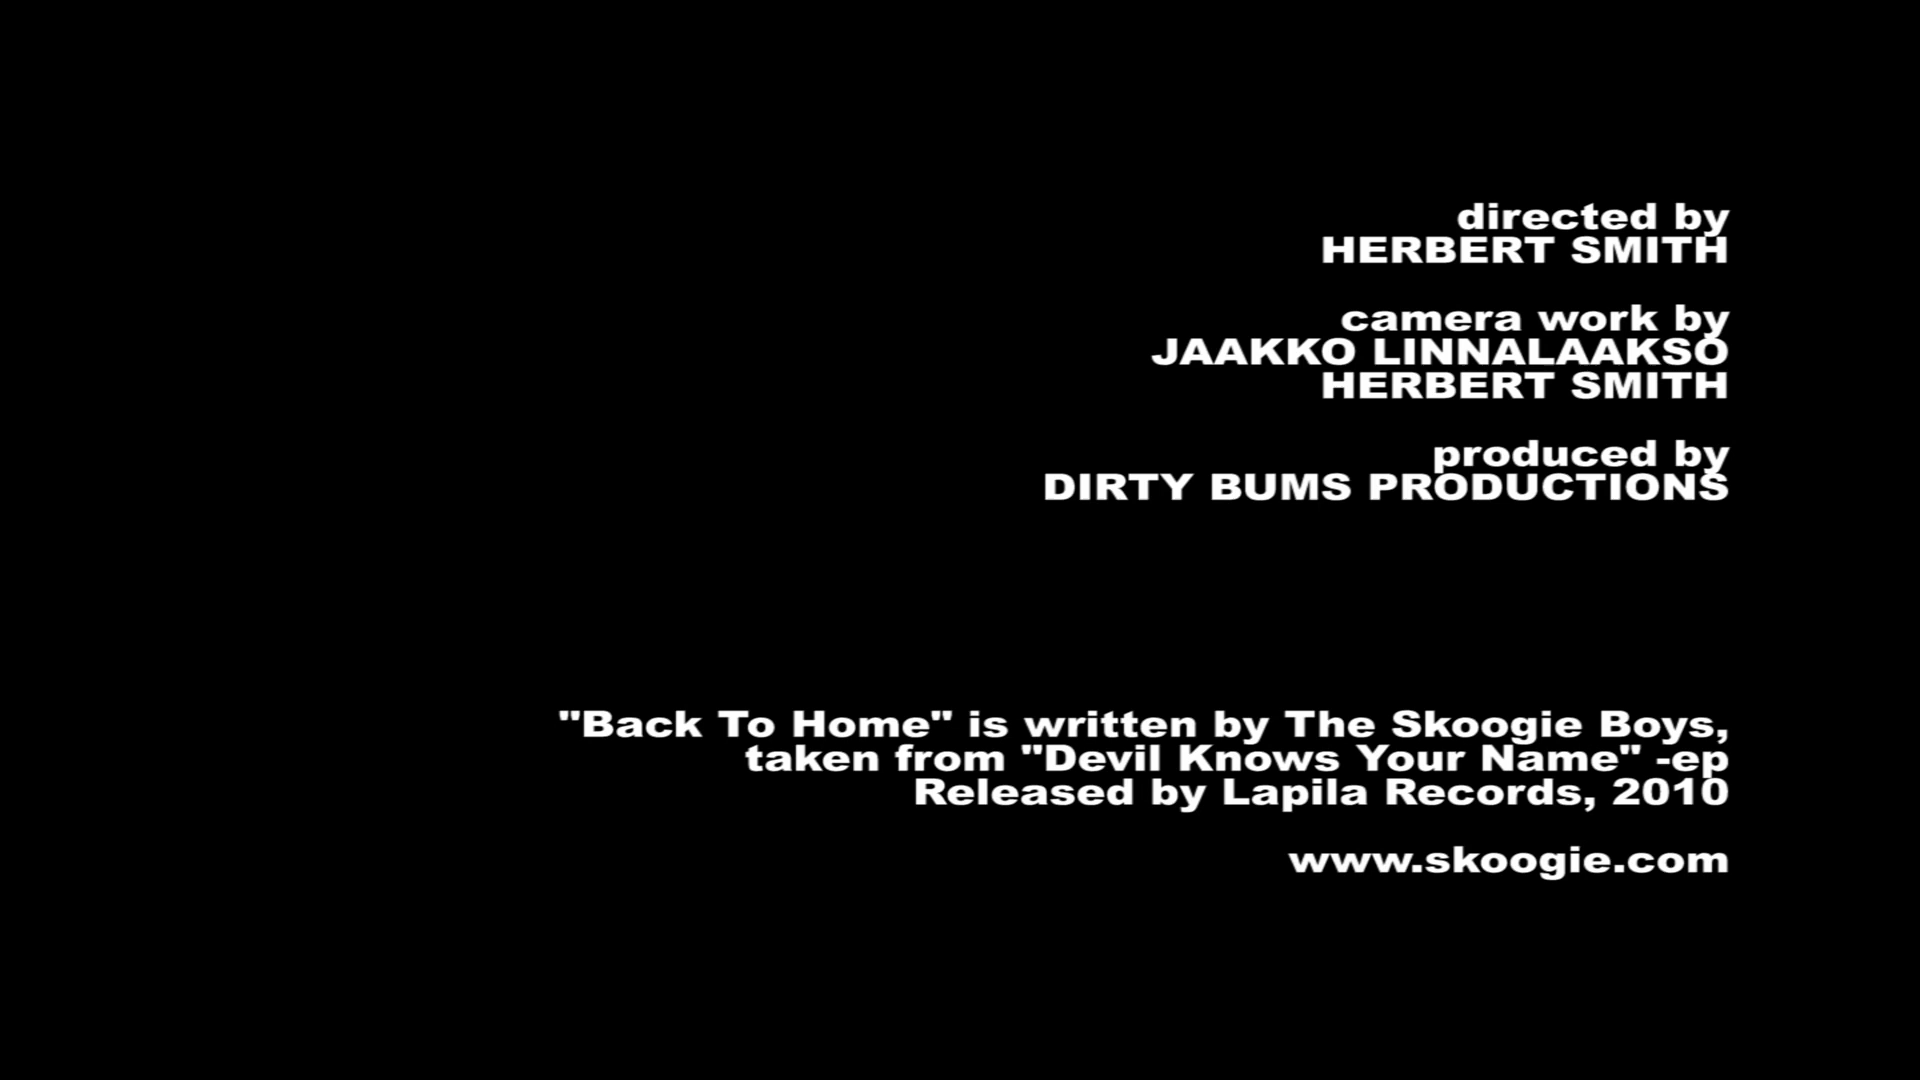 directed by
HERBERT SMITH
camera work by
JAAKKO LINNALAAKSO
HERBERT SMITH
produced by
DIRTY BUMS PRODUCTIONS
"Back To Home" is written by The Skoogie Boys,
taken from "Devil Knows Your Name" -ep
Released by Lapila Records, 2010
www.skoogie.com